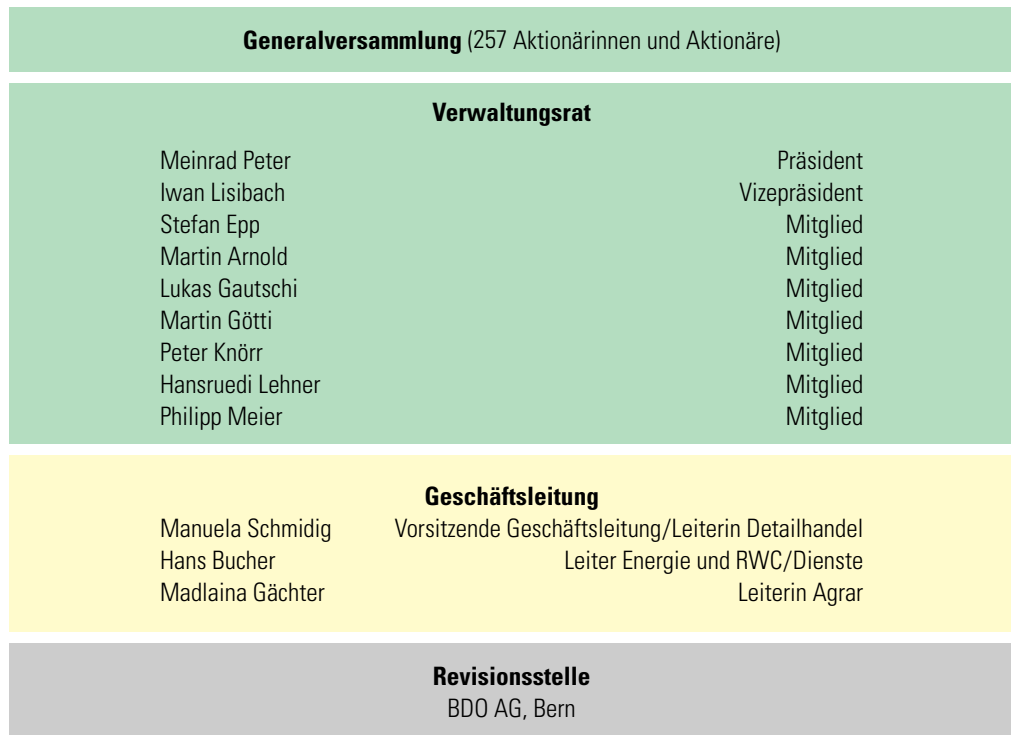 Generalversammlung (257 Aktionärinnen und Aktionäre)
Verwaltungsrat
Meinrad Peter Präsident
Iwan Lisibach Vizepräsident
Stefan Epp Mitglied
Martin Arnold Mitglied
Lukas Gautschi Mitglied
Martin Götti Mitglied
Peter Knörr Mitglied
Hansruedi Lehner Mitglied
Philipp Meier Mitglied
Geschäftsleitung
Manuela Schmidig Vorsitzende Geschäftsleitung/Leiterin Detailhandel
Hans Bucher Leiter Energie und RWC/Dienste
Madlaina Gächter Leiterin Agrar
Revisionsstelle
BDO AG, Bern